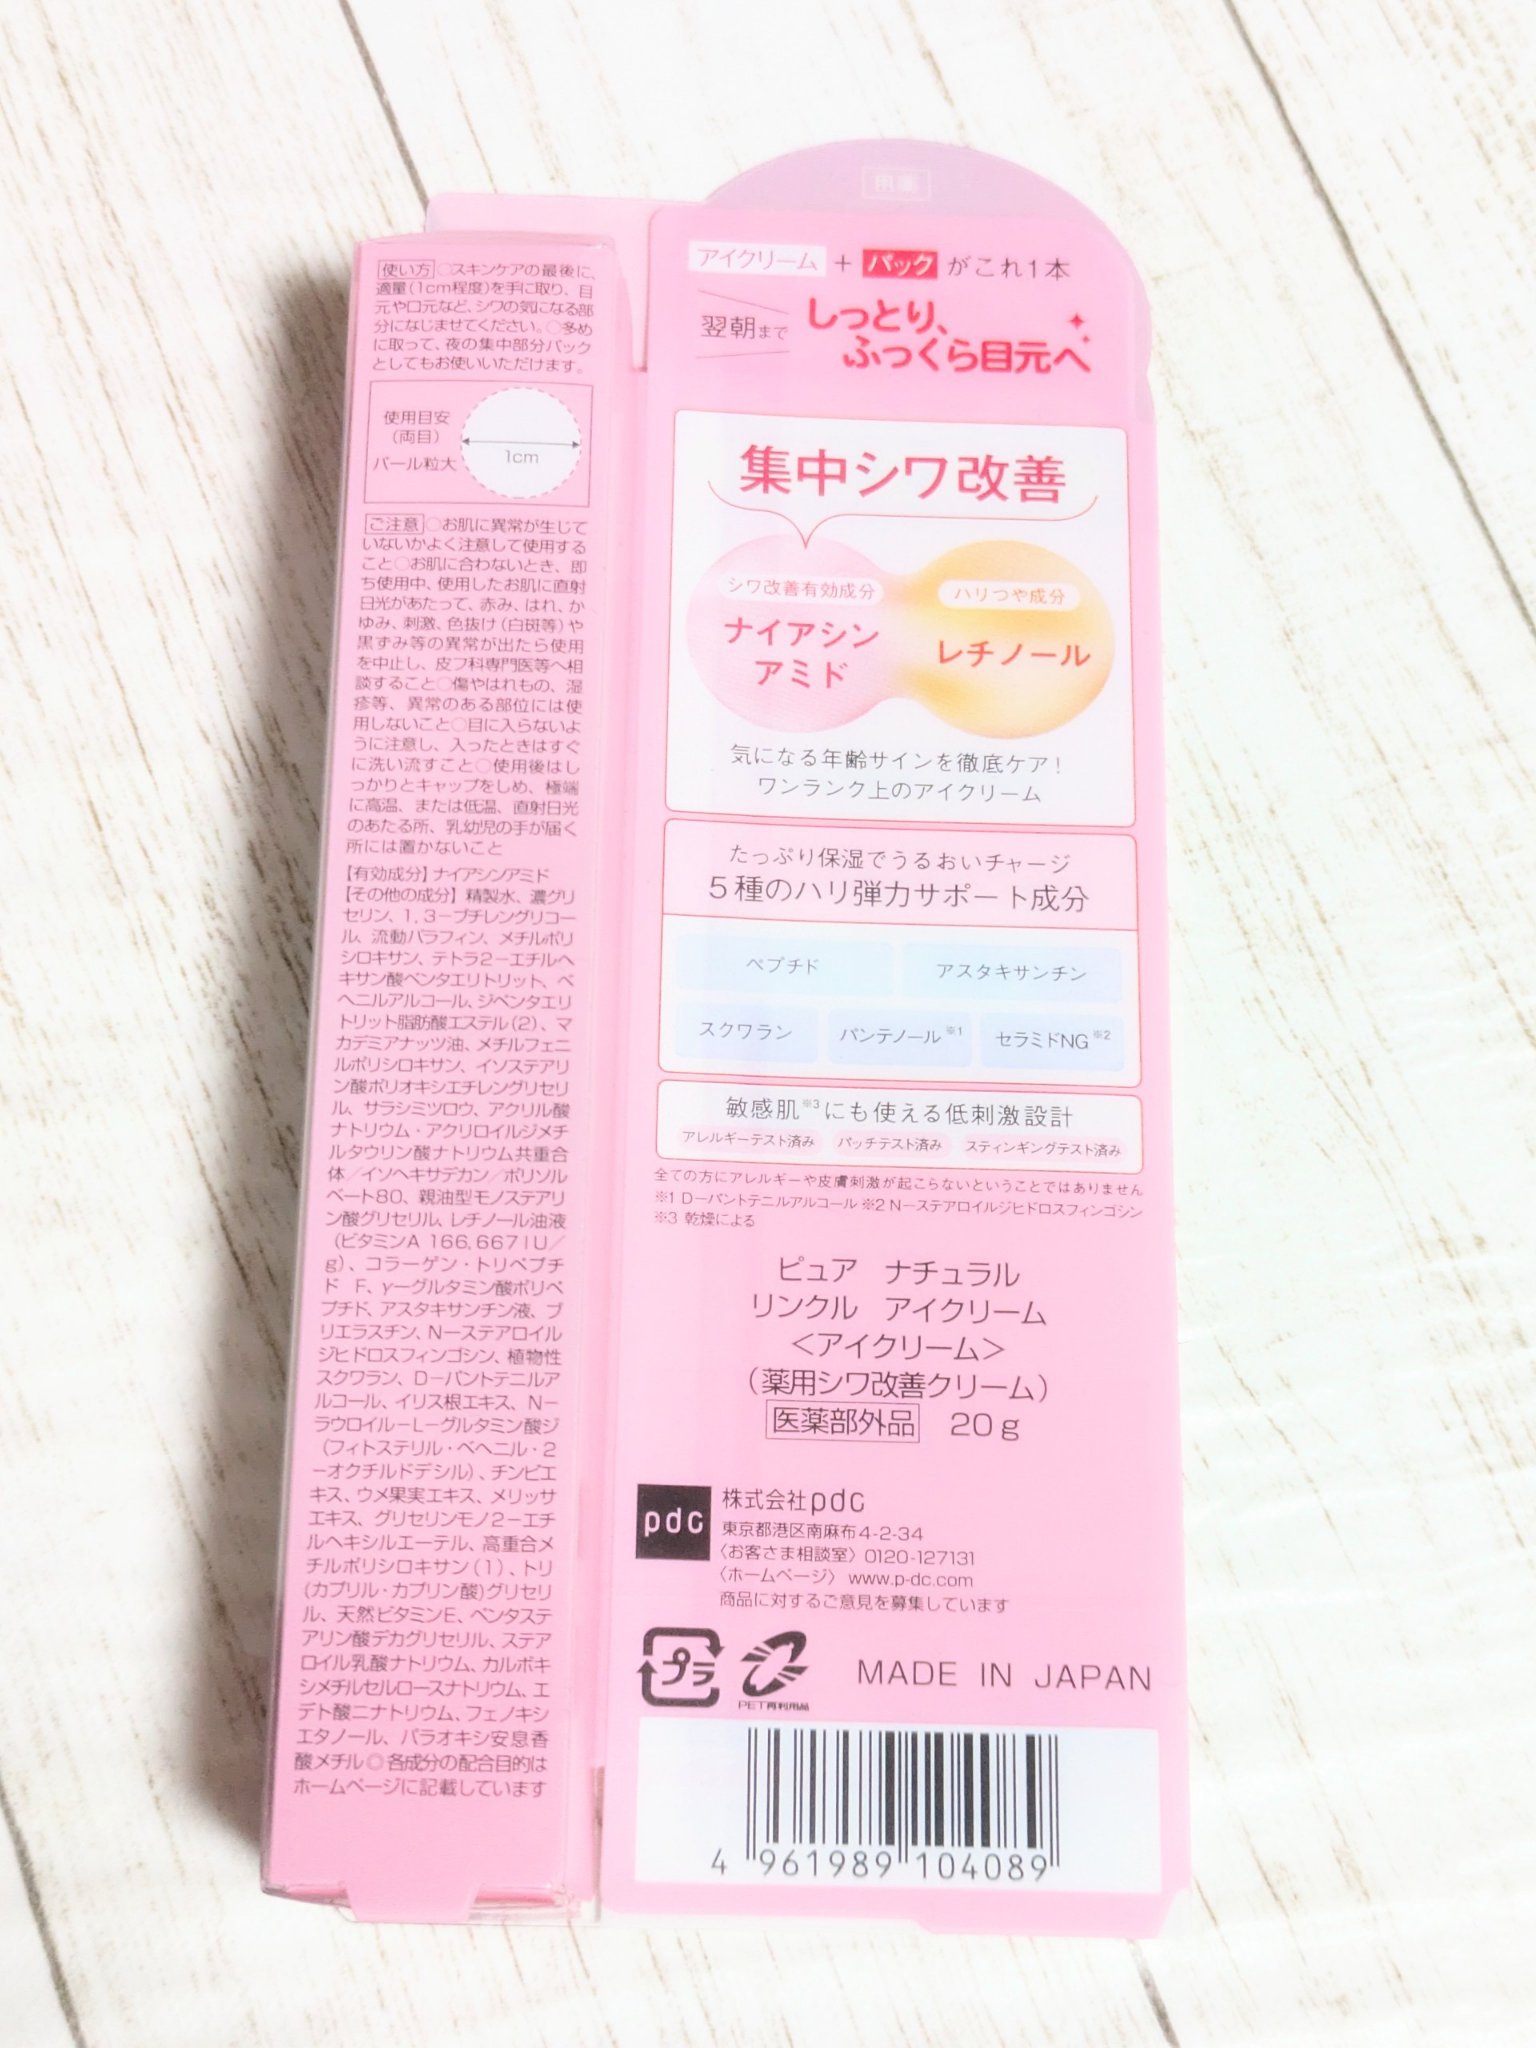 使い方 ○スキンケアの最後に、
適量(1cm程度)を手に取り、目
元や口元など、シワの気になる部
分になじませてください。○多め
に取って、夜の集中部分パック
としてもお使いいただけます。
使用目安
(両目)
パール粒大
1cm
ご注意 ○お肌に異常が生じて
いないかよく注意して使用する
こと○お肌に合わないとき、即
ち使用中、使用したお肌に直射
日光があたって、赤み、はれ、か
ゆみ、刺激、色抜け(白斑等)や
黒ずみ等の異常が出たら使用
を中止し、皮フ科専門医等へ相
談すること○傷やはれもの、湿
疹等、異常のある部位には使
用しないこと○目に入らないよ
うに注意し、入ったときはすぐ
に洗い流すこと○使用後はし
っかりとキャップをしめ、極端
に高温、または低温、直射日光
のあたる所、乳幼児の手が届く
所には置かないこと
【有効成分】ナイアシンアミド
【その他の成分】精製水、濃グリ
セリン、1,3ーブチレングリコー
ル、流動パラフィン、メチルポリ
シロキサン、テトラ2ーエチルヘ
キサン酸ペンタエリトリット、ベ
ヘニルアルコール、ジペンタエリ
トリット脂肪酸エステル(2)、マ
カデミアナッツ油、メチルフェニ
ルポリシロキサン、イソステアリ
ン酸ポリオキシエチレングリセリ
ル、サラシミツロウ、アクリル酸
ナトリウム・アクリロイルジメチ
ルタウリン酸ナトリウム共重合
体/イソヘキサデカン/ポリソル
ベート80、親油型モノステアリ
ン酸グリセリル、レチノール油液
(ビタミンA 166,667IU/
g)、コラーゲン・トリペプチ
ド F、γーグルタミン酸ポリペ
プチド、アスタキサンチン液、ブ
リエラスチン、Nーステアロイル
ジヒドロスフィンゴシン、植物性
スクワラン、Dーパントテニルア
ルコール、イリス根エキス、Nー
ラウロイルーLーグルタミン酸ジ
(フィトステリル・ベヘニル・2
ーオクチルドデシル)、チンピエ
キス、ウメ果実エキス、メリッサ
エキス、グリセリンモノ2ーエチ
ルヘキシルエーテル、高重合メ
チルポリシロキサン(1)、トリ
(カプリル・カプリン酸)グリセリ
ル、天然ビタミンE、ペンタステ
アリン酸デカグリセリル、ステア
ロイル乳酸ナトリウム、カルボキ
シメチルセルロースナトリウム、エ
デト酸二ナトリウム、フェノキシ
エタノール、パラオキシ安息香
酸メチル◎各成分の配合目的は
ホームページに記載しています
薬用
アイクリーム + パック がこれ1本
翌朝まで
しっとり、
ふっくら目元へ
集中シワ改善
シワ改善有効成分
ナイアシン
アミド
ハリつや成分
レチノール
気になる年齢サインを徹底ケア!
ワンランク上のアイクリーム
たっぷり保湿でうるおいチャージ
5種のハリ弾力サポート成分
ペプチド アスタキサンチン
スクワラン パンテノール※1 セラミドNG※2
敏感肌※3にも使える低刺激設計
アレルギーテスト済み パッチテスト済み スティンギングテスト済み
全ての方にアレルギーや皮膚刺激が起こらないということではありません
※1 Dーパントテニルアルコール ※2 Nーステアロイルジヒドロスフィンゴシン
※3 乾燥による
ピュア ナチュラル
リンクル アイクリーム
<アイクリーム>
(薬用シワ改善クリーム)
医薬部外品 20g
pdc 株式会社pdc
東京都港区南麻布4-2-34
〈お客さま相談室〉0120-127131
〈ホームページ〉 www.p-dc.com
商品に対するご意見を募集しています
プラ
PET再利用品
MADE IN JAPAN
4 961989 104089